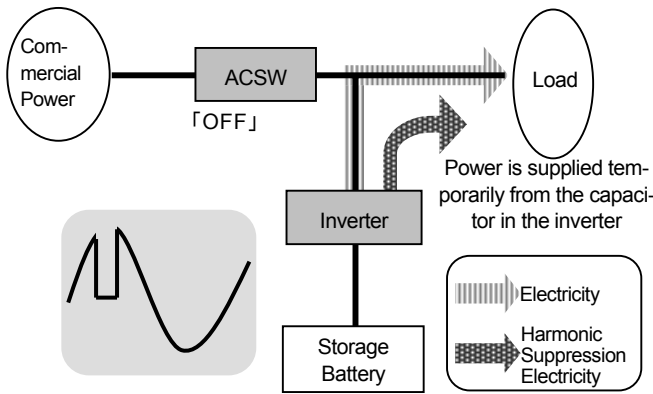 Com-
mercial
Power
ACSW
「OFF」
Load
Power is supplied tem-
porarily from the capaci-
tor in the inverter
Inverter
Storage
Battery
Electricity
Harmonic
Suppression
Electricity